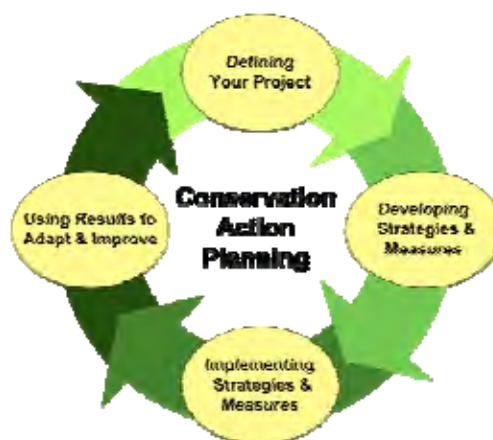 Defining
Your Project
Developing
Strategies &
Measures
Implementing
Strategies &
Measures
Using Results to
Adapt & Improve
Conservation
Action
Planning